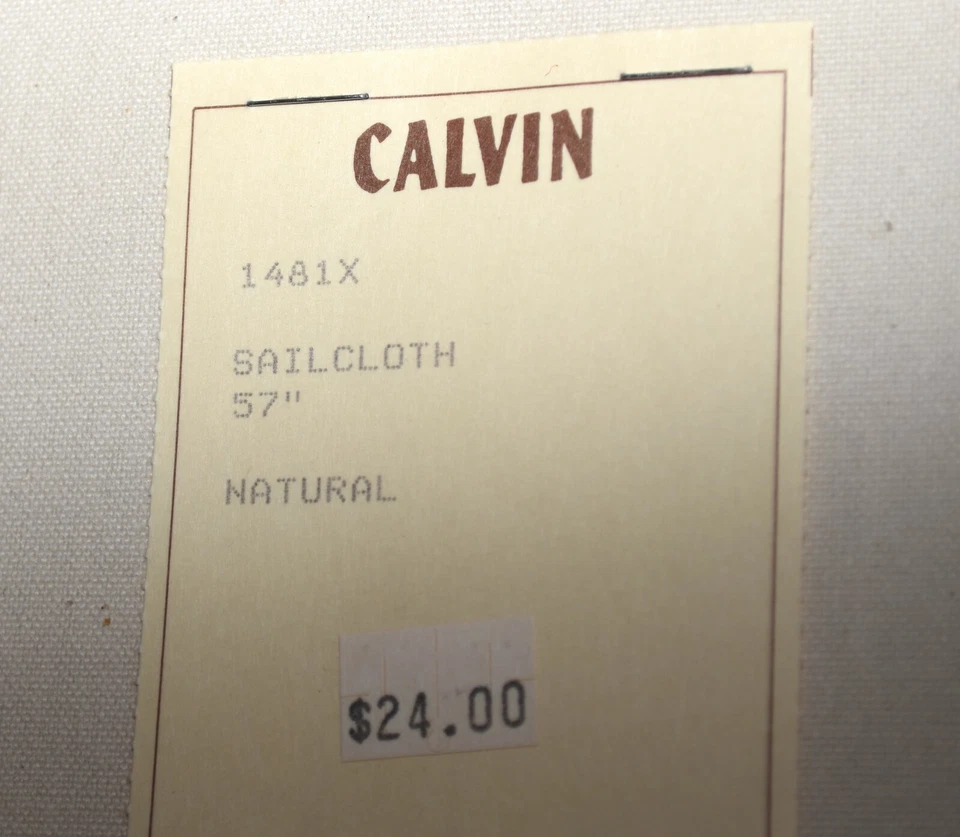 CALVIN
1481X
SAILCLOTH
57"
NATURAL
$24.00